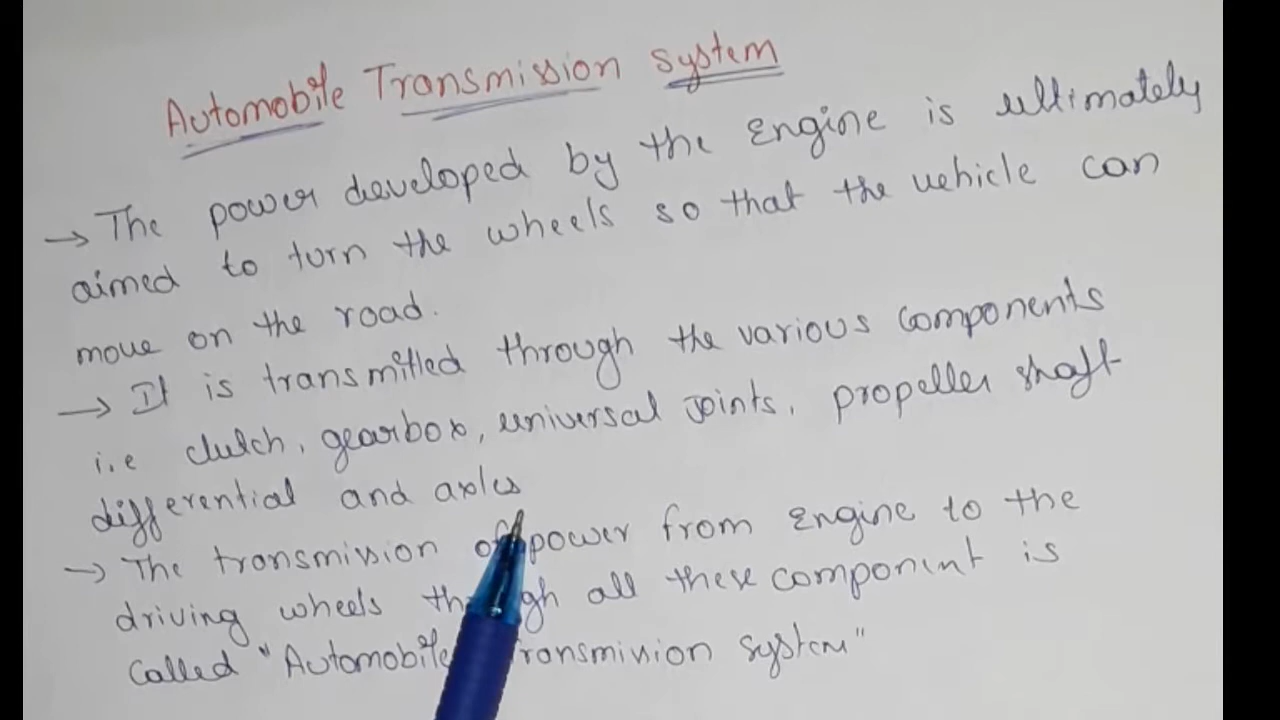 Automobile Transmission system
→ The power developed by the Engine is ultimately
aimed to turn the wheels so that the vehicle can
move on the road.
→ It is transmitted through the various components
i.e clutch, gearbox, universal joints, propeller shaft
differential and axles
→ The transmission of power from Engine to the
driving wheels through all these component is
called "Automobile Transmission system"